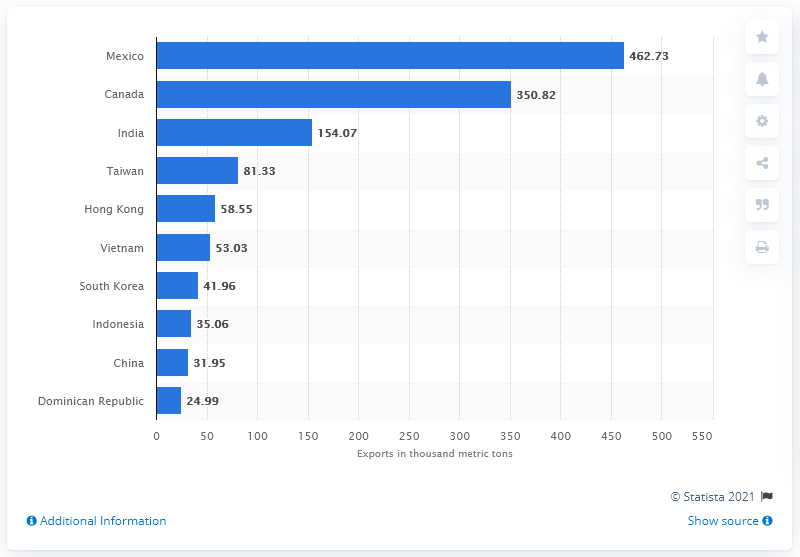 Mexico 462.73
Canada 350.82
India 154.07
Taiwan 81.33
Hong Kong 58.55
Vietnam 53.03
South Korea 41.96
Indonesia 35.06
China 31.95
Dominican Republic 24.99
0 50 100 150 200 250 300 350 400 450 500 550
Exports in thousand metric tons
© Statista 2021
Additional Information Show source